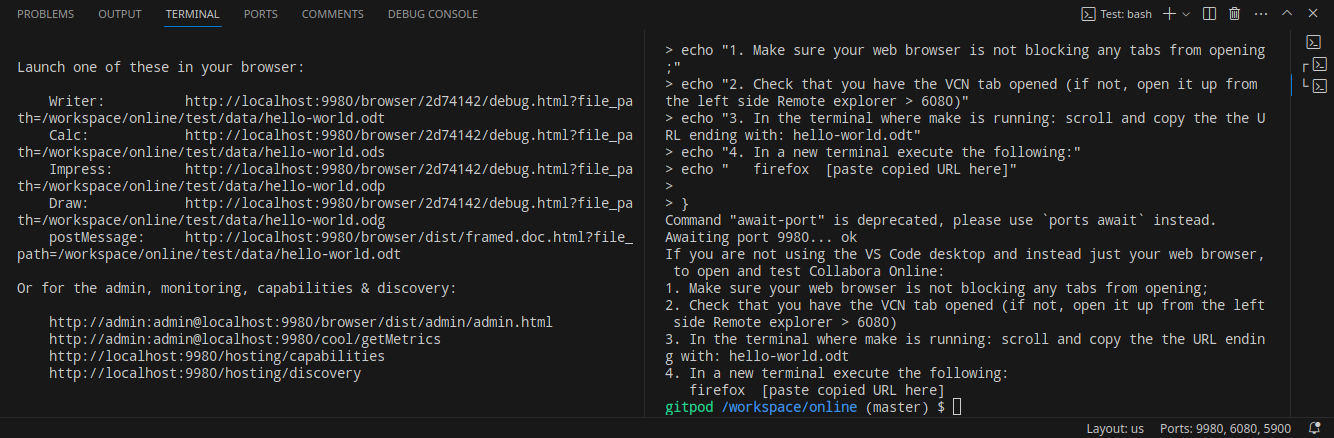 PROBLEMS OUTPUT TERMINAL PORTS COMMENTS DEBUG CONSOLE
Test: bash
Launch one of these in your browser:
Writer: http://localhost:9980/browser/2d74142/debug.html?file_pa
th=/workspace/online/test/data/hello-world.odt
Calc: http://localhost:9980/browser/2d74142/debug.html?file_pa
th=/workspace/online/test/data/hello-world.ods
Impress: http://localhost:9980/browser/2d74142/debug.html?file_pa
th=/workspace/online/test/data/hello-world.odp
Draw: http://localhost:9980/browser/2d74142/debug.html?file_pa
th=/workspace/online/test/data/hello-world.odg
postMessage: http://localhost:9980/browser/dist/framed.doc.html?file_
path=/workspace/online/test/data/hello-world.odt
Or for the admin, monitoring, capabilities & discovery:
http://admin:admin@localhost:9980/browser/dist/admin/admin.html
http://admin:admin@localhost:9980/cool/getMetrics
http://localhost:9980/hosting/capabilities
http://localhost:9980/hosting/discovery
> echo "1. Make sure your web browser is not blocking any tabs from opening
;"
> echo "2. Check that you have the VCN tab opened (if not, open it up from
the left side Remote explorer > 6080)"
> echo "3. In the terminal where make is running: scroll and copy the the U
RL ending with: hello-world.odt"
> echo "4. In a new terminal execute the following:"
> echo "   firefox  [paste copied URL here]"
>
> }
Command "await-port" is deprecated, please use `ports await` instead.
Awaiting port 9980... ok
If you are not using the VS Code desktop and instead just your web browser,
to open and test Collabora Online:
1. Make sure your web browser is not blocking any tabs from opening;
2. Check that you have the VCN tab opened (if not, open it up from the left
side Remote explorer > 6080)
3. In the terminal where make is running: scroll and copy the the URL endin
g with: hello-world.odt
4. In a new terminal execute the following:
firefox  [paste copied URL here]
gitpod /workspace/online (master) $
Layout: us Ports: 9980, 6080, 5900